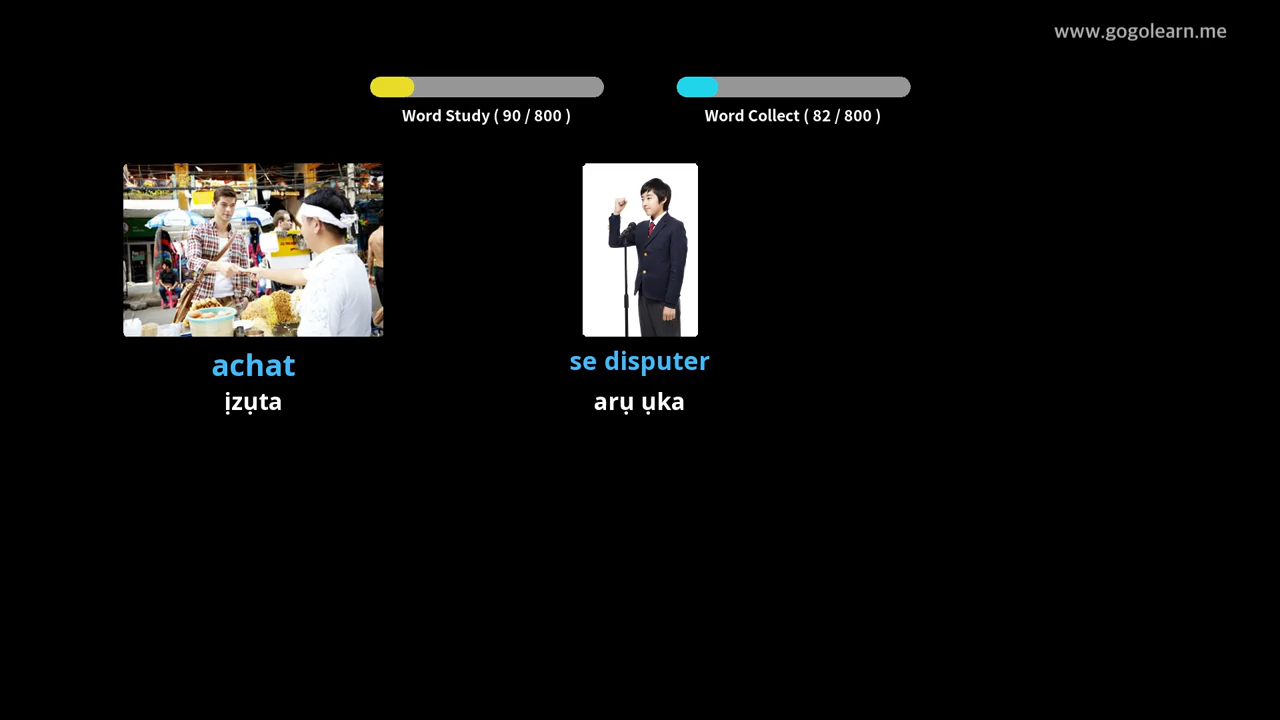 www.gogolearn.me
Word Study ( 90 / 800 )
Word Collect ( 82 / 800 )
achat
ịzụta
se disputer
arụ ụka